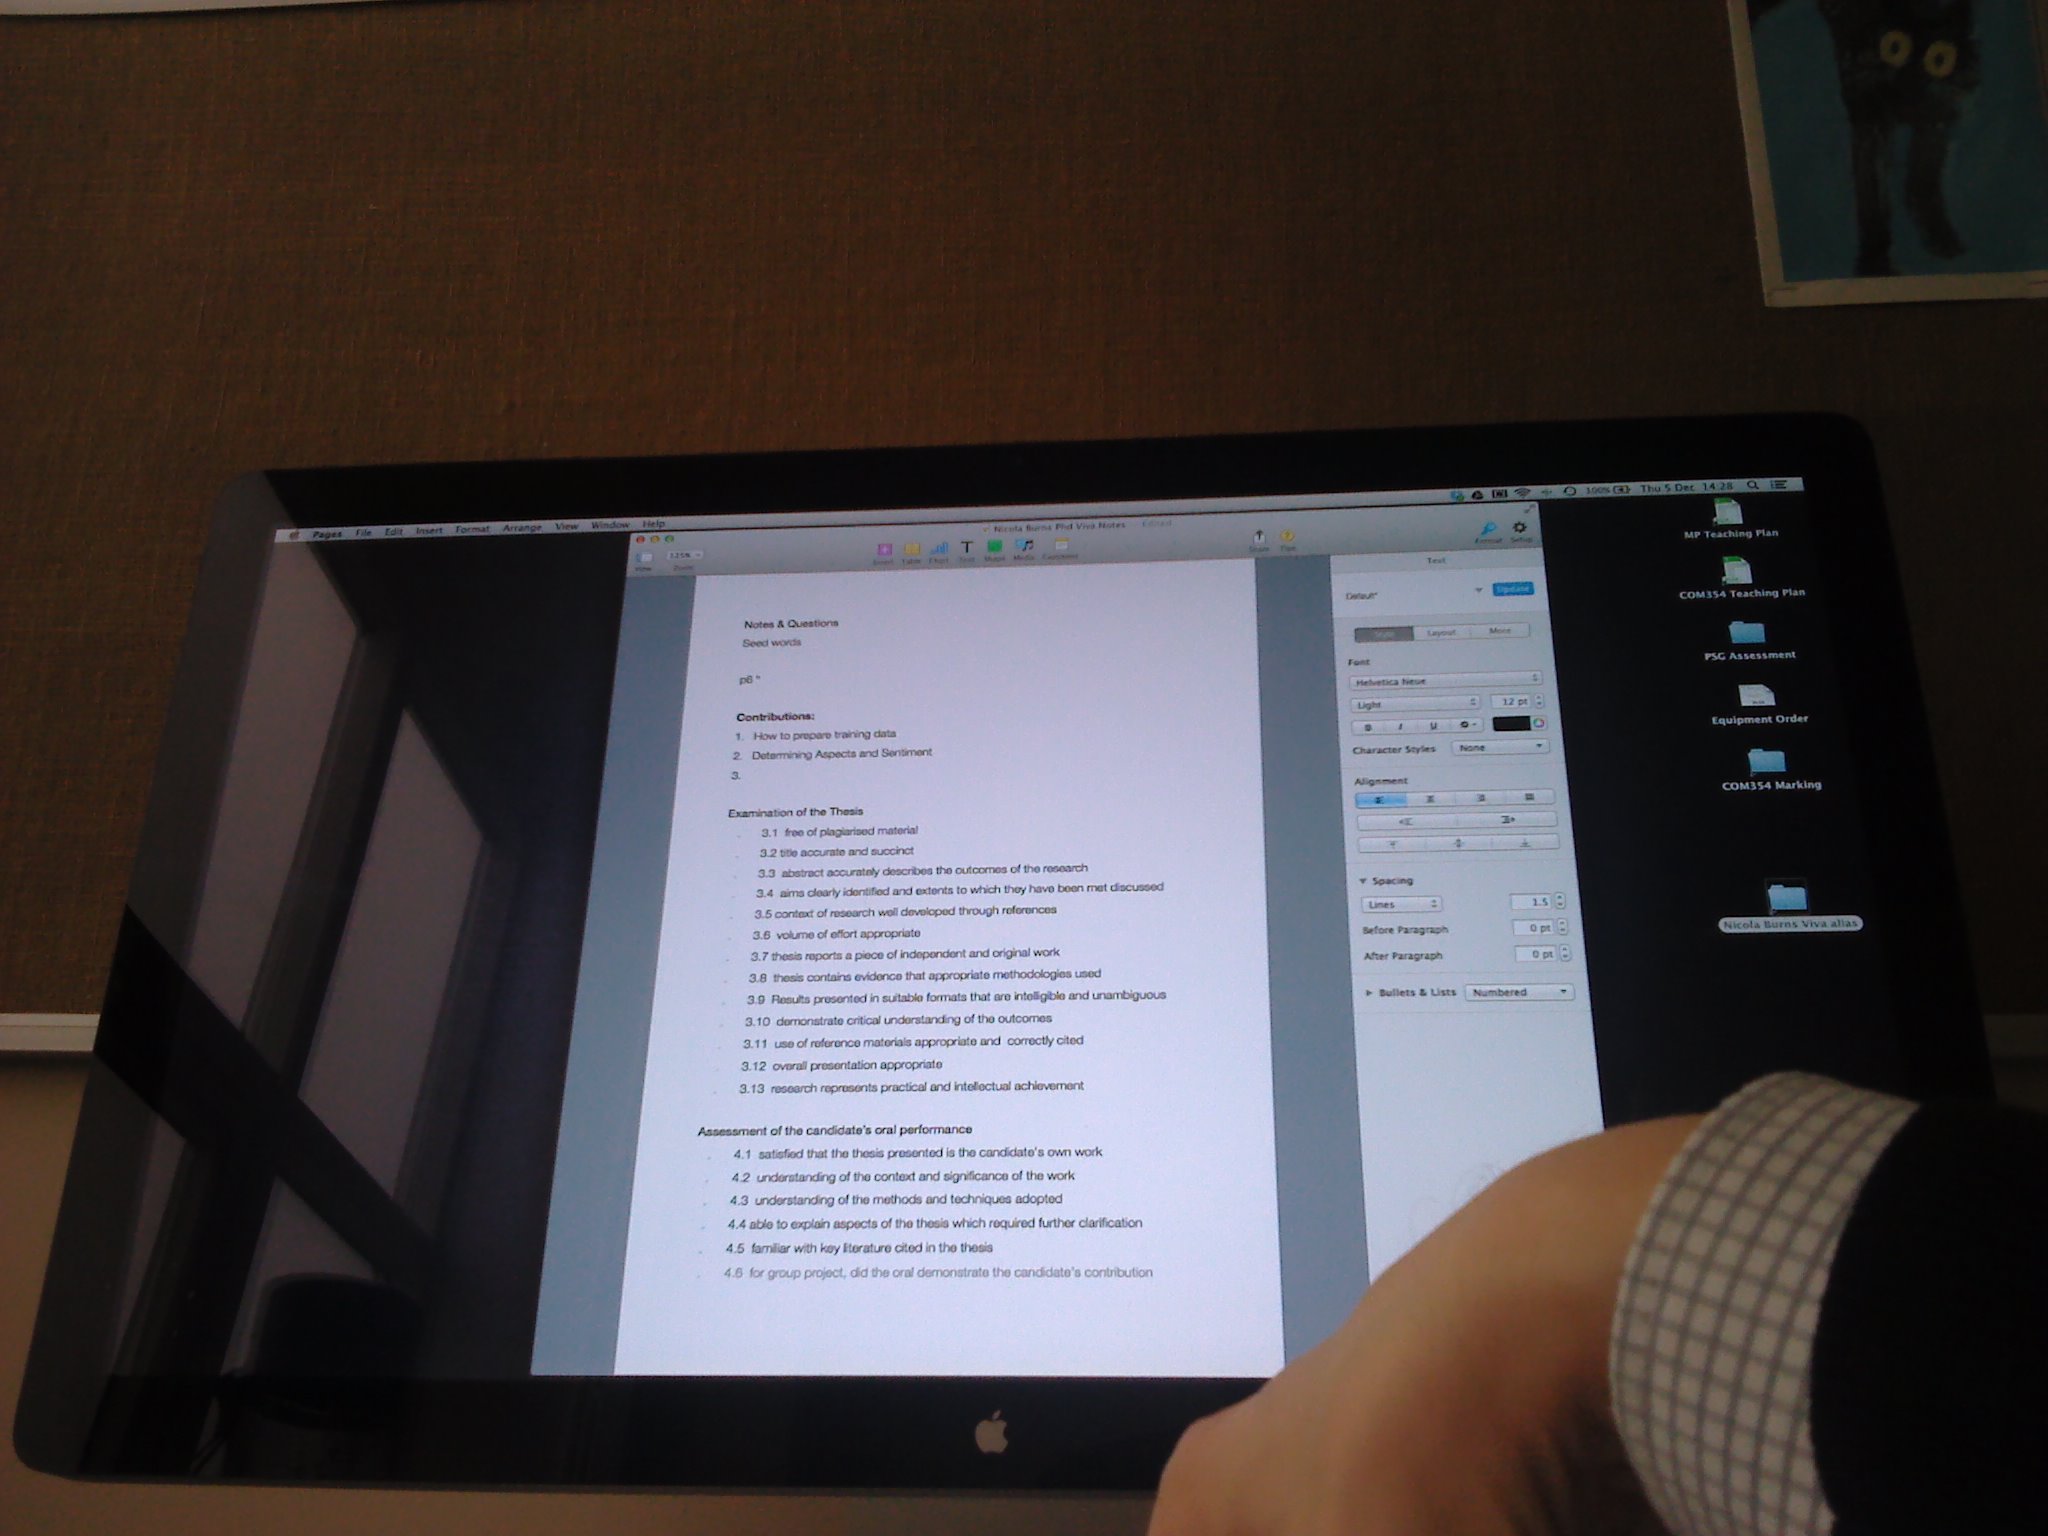 Pages File Edit Insert Format Arrange View Window Help
100% Thu 5 Dec 14:28
Nicola Burns Phd Viva Notes Edited
View
125%
Zoom
Insert Table Chart Text Shape Media Comment
Share Tips
Format Setup
Notes & Questions
Seed words
p6 "
Contributions:
1. How to prepare training data
2. Determining Aspects and Sentiment
3.
Examination of the Thesis
3.1 free of plagiarised material
3.2 title accurate and succinct
3.3 abstract accurately describes the outcomes of the research
3.4 aims clearly identified and extents to which they have been met discussed
3.5 context of research well developed through references
3.6 volume of effort appropriate
3.7 thesis reports a piece of independent and original work
3.8 thesis contains evidence that appropriate methodologies used
3.9 Results presented in suitable formats that are intelligible and unambiguous
3.10 demonstrate critical understanding of the outcomes
3.11 use of reference materials appropriate and correctly cited
3.12 overall presentation appropriate
3.13 research represents practical and intellectual achievement
Assessment of the candidate's oral performance
4.1 satisfied that the thesis presented is the candidate's own work
4.2 understanding of the context and significance of the work
4.3 understanding of the methods and techniques adopted
4.4 able to explain aspects of the thesis which required further clarification
4.5 familiar with key literature cited in the thesis
4.6 for group project, did the oral demonstrate the candidate's contribution
Text
Default*
Update
Style Layout More
Font
Helvetica Neue
Light 12 pt
B I U
Character Styles None
Alignment
Spacing
Lines 1.5
Before Paragraph 0 pt
After Paragraph 0 pt
Bullets & Lists Numbered
MP Teaching Plan
COM354 Teaching Plan
PSG Assessment
Equipment Order
COM354 Marking
Nicola Burns Viva alias